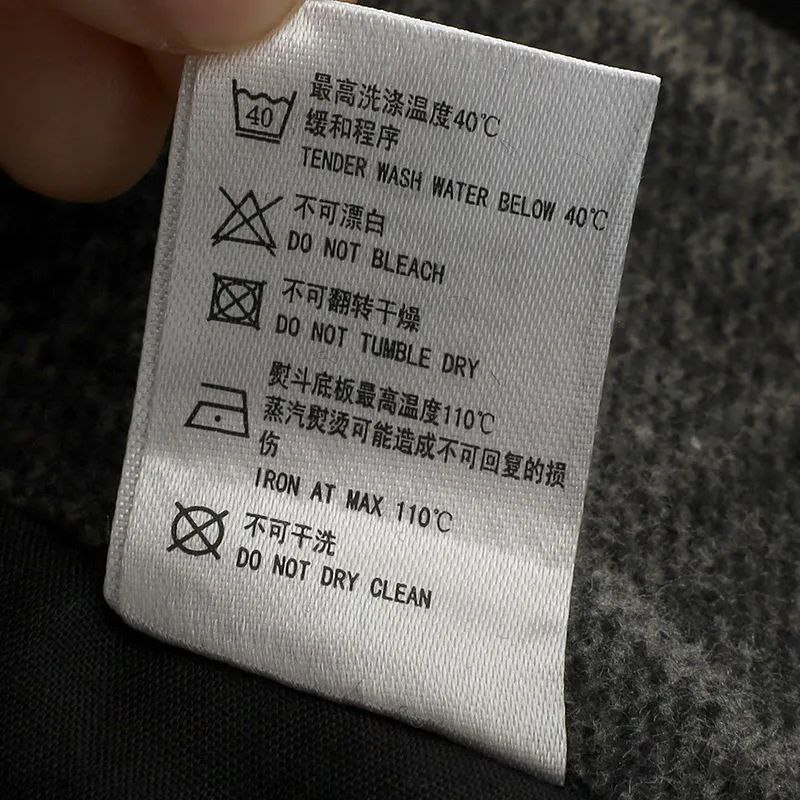 40
最高洗涤温度40℃
缓和程序
TENDER WASH WATER BELOW 40℃
不可漂白
DO NOT BLEACH
不可翻转干燥
DO NOT TUMBLE DRY
熨斗底板最高温度110℃
蒸汽熨烫可能造成不可回复的损
伤
IRON AT MAX 110℃
不可干洗
DO NOT DRY CLEAN